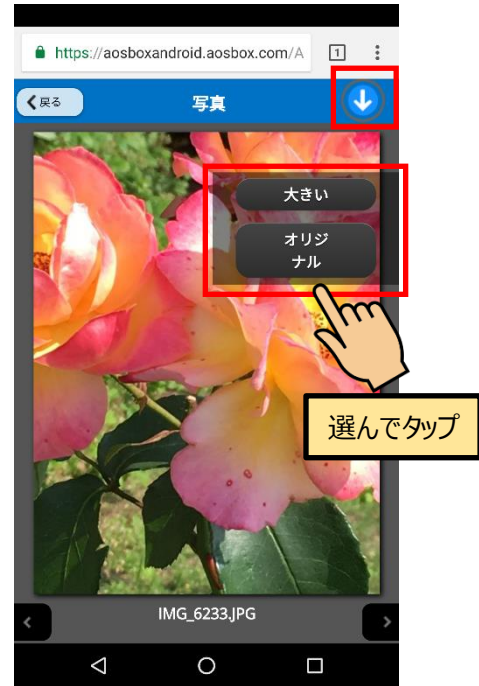 https://aosboxandroid.aosbox.com/A
1
戻る
写真
大きい
オリジ
ナル
選んでタップ
IMG_6233.JPG